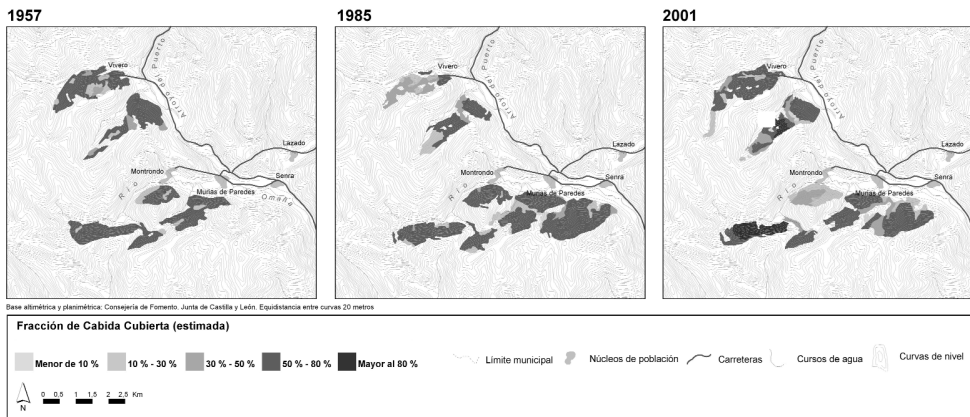 1957
1985
2001
Vivero
Arroyo del Puerto
Lazado
Montrondo
Senra
Río
Murias de Paredes
Omaña
Vivero
Arroyo del Puerto
Lazado
Montrondo
Senra
Río
Murias de Paredes
Vivero
Arroyo del Puerto
Lazado
Montrondo
Senra
Río
Murias de Paredes
Base altimétrica y planimétrica: Consejería de Fomento. Junta de Castilla y León. Equidistancia entre curvas 20 metros
Fracción de Cabida Cubierta (estimada)
Menor de 10 % 10 % - 30 % 30 % - 50 % 50 % - 80 % Mayor al 80 % Límite municipal Núcleos de población Carreteras Cursos de agua Curvas de nivel
0 0,5 1 1,5 2 2,5 Km
N